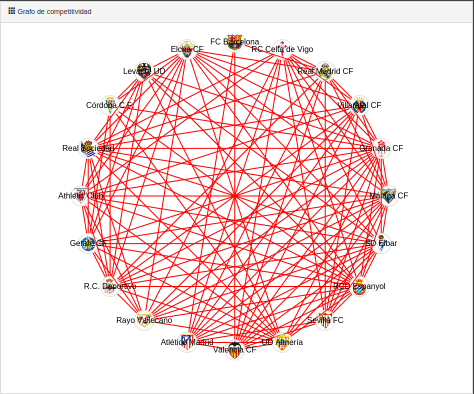 Grafo de competitividad
FC Barcelona
Elche CF
RC Celta de Vigo
Levante UD
Real Madrid CF
Córdoba C.F.
Villarreal CF
Real Sociedad
Granada CF
Athletic Club
Málaga CF
Getafe CF
SD Eibar
R.C. Deportivo
RCD Espanyol
Rayo Vallecano
Sevilla FC
Atlético Madrid
UD Almería
Valencia CF